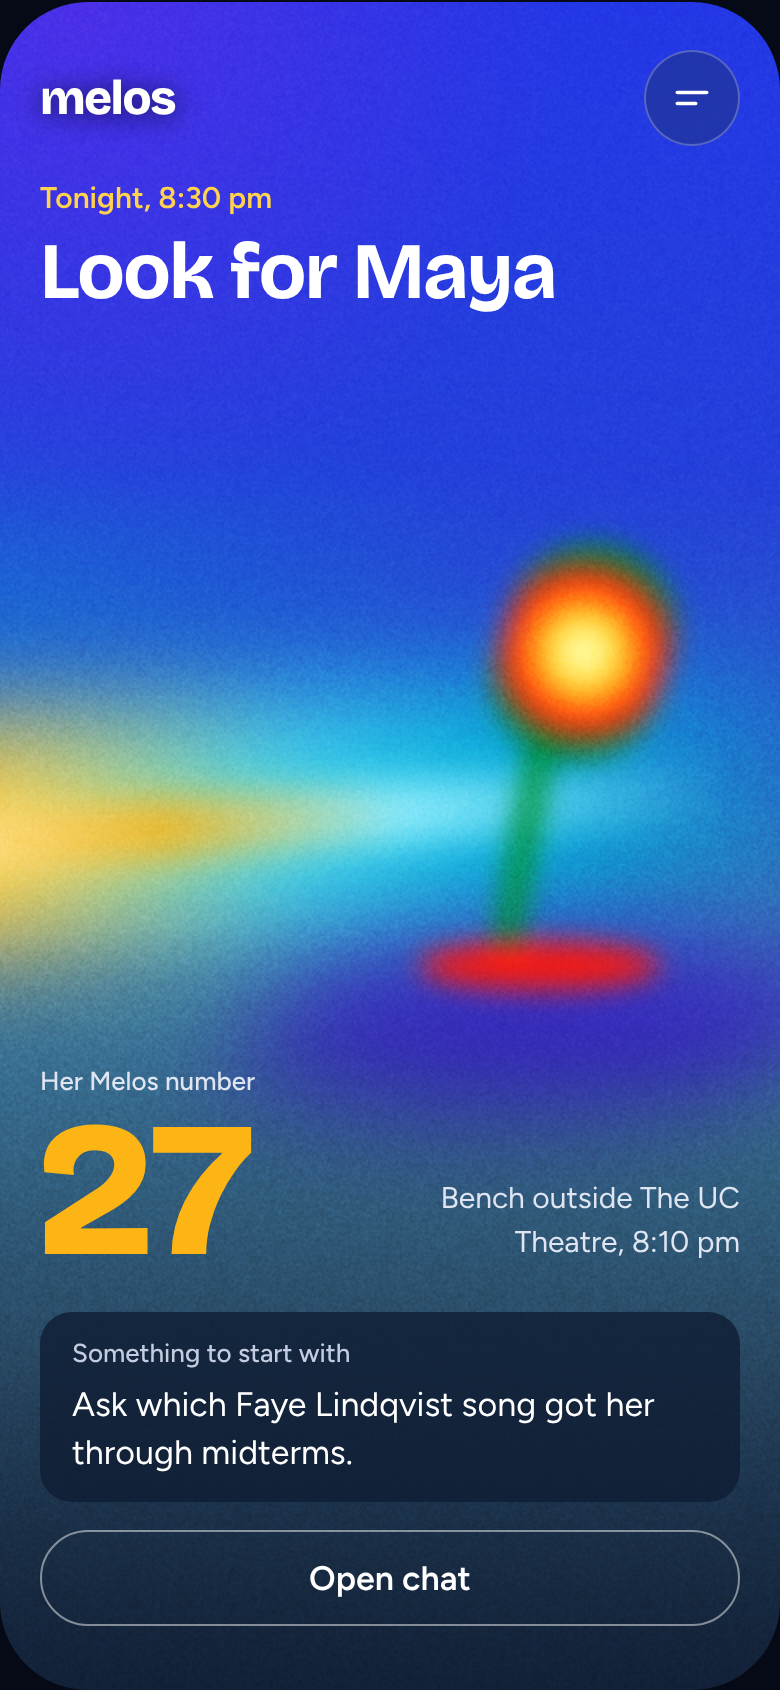 melos
Tonight, 8:30 pm
Look for Maya
Her Melos number
27
Bench outside The UC
Theatre, 8:10 pm
Something to start with
Ask which Faye Lindqvist song got her
through midterms.
Open chat